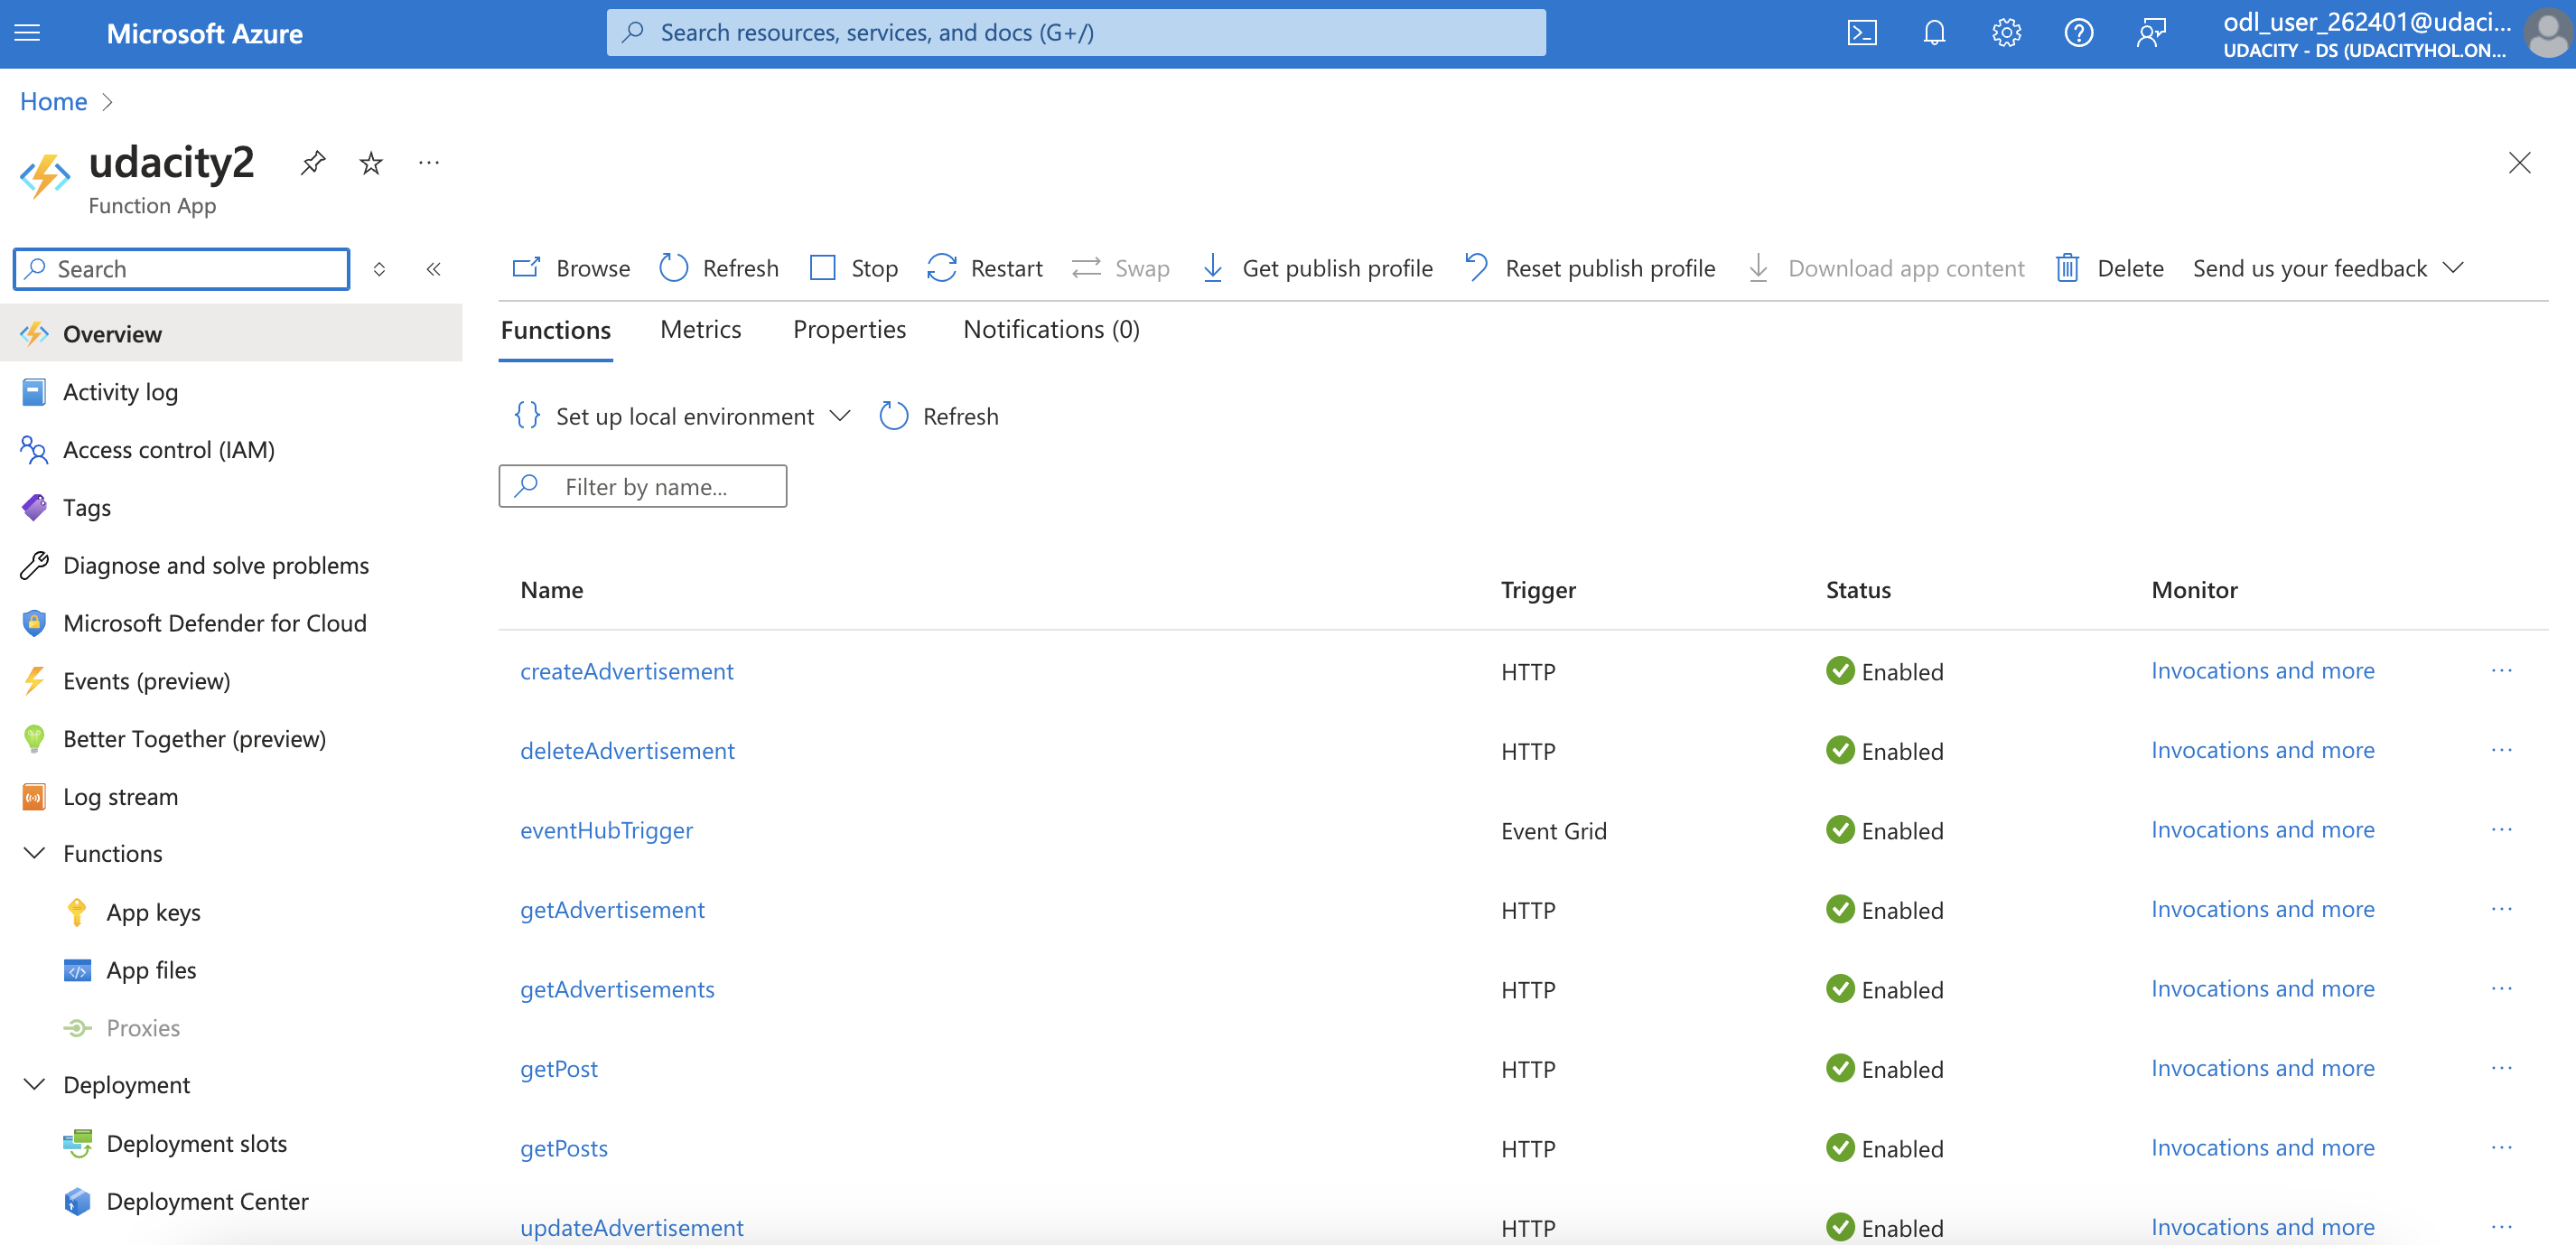 Microsoft Azure
Search resources, services, and docs (G+/)
odl_user_262401@udaci...
UDACITY - DS (UDACITYHOL.ON...
Home
udacity2
Function App
Search
Browse
Refresh
Stop
Restart
Swap
Get publish profile
Reset publish profile
Download app content
Delete
Send us your feedback
Overview
Activity log
Access control (IAM)
Tags
Diagnose and solve problems
Microsoft Defender for Cloud
Events (preview)
Better Together (preview)
Log stream
Functions
App keys
App files
Proxies
Deployment
Deployment slots
Deployment Center
Functions Metrics Properties Notifications (0)
{} Set up local environment Refresh
Filter by name...
Name Trigger Status Monitor
createAdvertisement HTTP Enabled Invocations and more ...
deleteAdvertisement HTTP Enabled Invocations and more ...
eventHubTrigger Event Grid Enabled Invocations and more ...
getAdvertisement HTTP Enabled Invocations and more ...
getAdvertisements HTTP Enabled Invocations and more ...
getPost HTTP Enabled Invocations and more ...
getPosts HTTP Enabled Invocations and more ...
updateAdvertisement HTTP Enabled Invocations and more ...